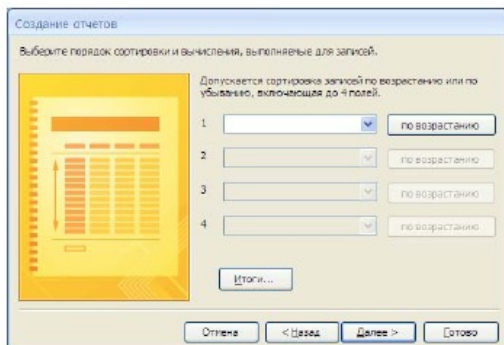 Создание отчетов
Выберите порядок сортировки и вычисления, выполняемые для записей.
Допускается сортировка записей по возрастанию или по
убыванию, включающая до 4 полей.
1 по возрастанию
2 по возрастанию
3 по возрастанию
4 по возрастанию
Итоги...
Отмена < Назад Далее > Готово